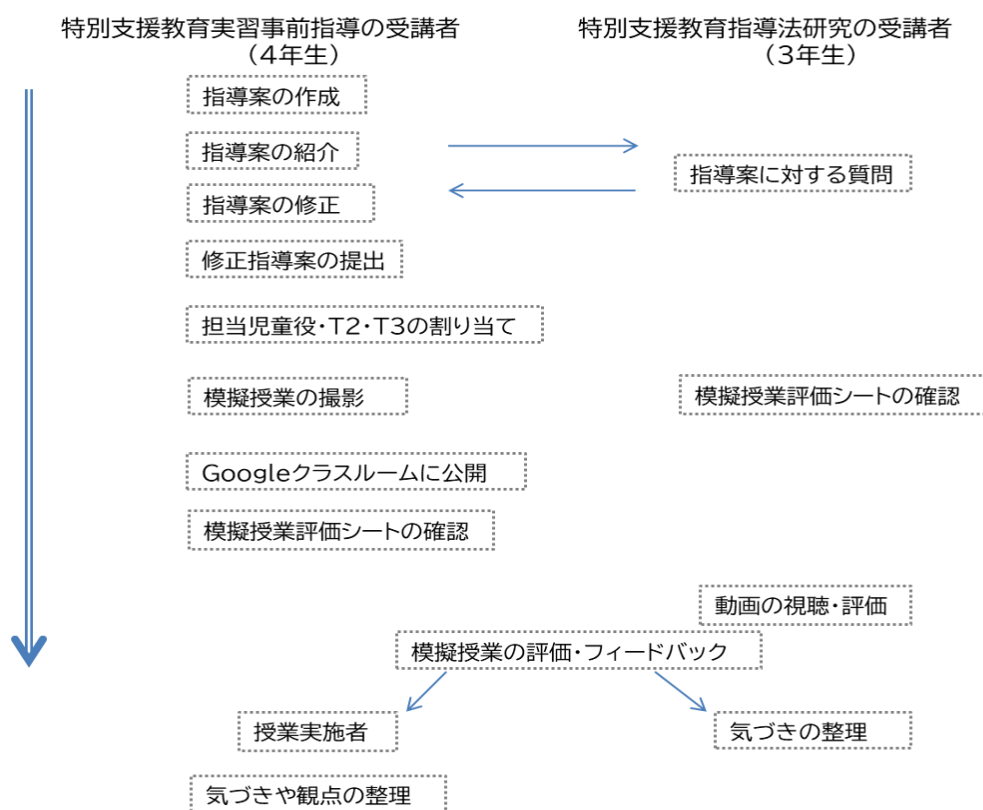 特別支援教育実習事前指導の受講者
（4年生）
特別支援教育指導法研究の受講者
（3年生）
指導案の作成
指導案の紹介
指導案に対する質問
指導案の修正
修正指導案の提出
担当児童役・T2・T3の割り当て
模擬授業の撮影
模擬授業評価シートの確認
Googleクラスルームに公開
模擬授業評価シートの確認
動画の視聴・評価
模擬授業の評価・フィードバック
授業実施者
気づきの整理
気づきや観点の整理